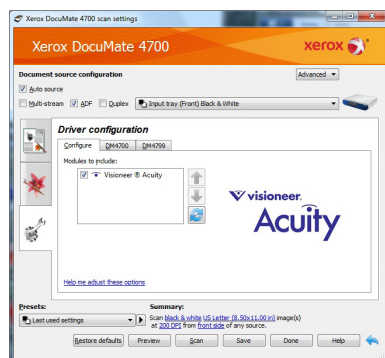 Xerox DocuMate 4700 scan settings
Xerox DocuMate 4700
xerox
Document source configuration
Advanced
Auto source
Multi-stream ADF Duplex Input tray (Front) Black & White
Driver configuration
Configure DM4700 DM4799
Modules to include:
Visioneer ® Acuity
visioneer
Acuity
Help me adjust these options
Presets:
Summary:
Last used settings
Scan black & white US Letter (8.50x11.00 in) image(s)
at 200 DPI from front side of any source.
Restore defaults Preview Scan Save Done Help